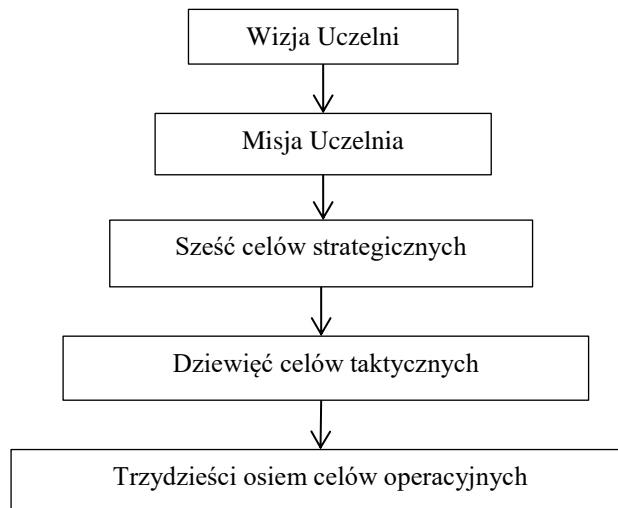 Wizja Uczelni
Misja Uczelnia
Sześć celów strategicznych
Dziewięć celów taktycznych
Trzydzieści osiem celów operacyjnych